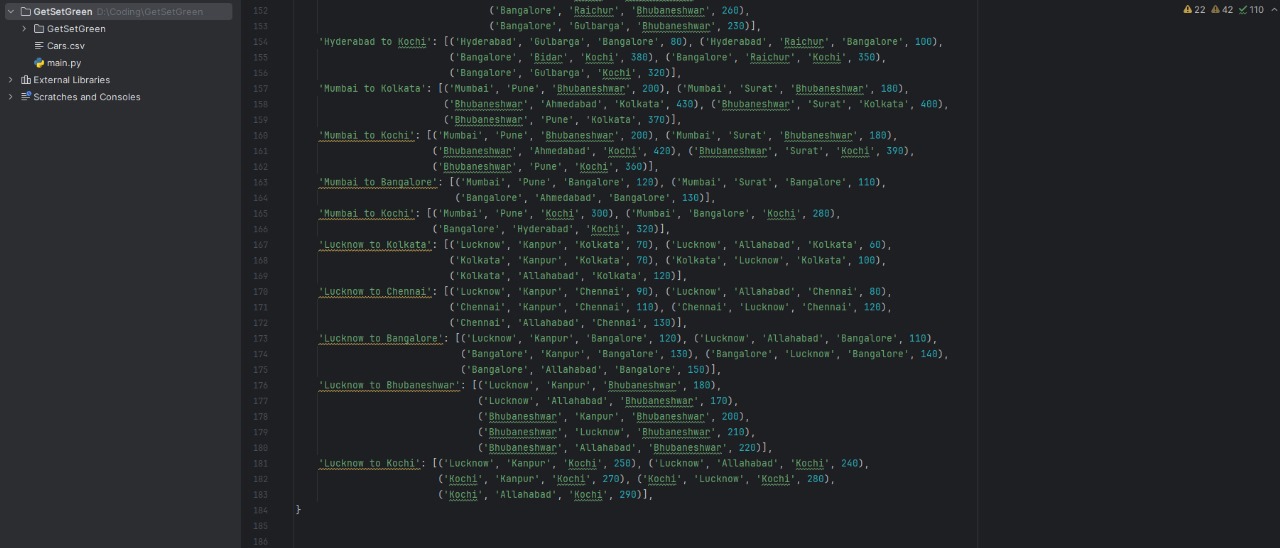 GetSetGreen D:\Coding\GetSetGreen
GetSetGreen
Cars.csv
main.py
External Libraries
Scratches and Consoles
22 42 110
152 ('Bangalore', 'Raichur', 'Bhubaneshwar', 260),
153 ('Bangalore', 'Gulbarga', 'Bhubaneshwar', 230)],
154 'Hyderabad to Kochi': [('Hyderabad', 'Gulbarga', 'Bangalore', 80), ('Hyderabad', 'Raichur', 'Bangalore', 100),
155 ('Bangalore', 'Bidar', 'Kochi', 380), ('Bangalore', 'Raichur', 'Kochi', 350),
156 ('Bangalore', 'Gulbarga', 'Kochi', 320)],
157 'Mumbai to Kolkata': [('Mumbai', 'Pune', 'Bhubaneshwar', 200), ('Mumbai', 'Surat', 'Bhubaneshwar', 180),
158 ('Bhubaneshwar', 'Ahmedabad', 'Kolkata', 430), ('Bhubaneshwar', 'Surat', 'Kolkata', 400),
159 ('Bhubaneshwar', 'Pune', 'Kolkata', 370)],
160 'Mumbai to Kochi': [('Mumbai', 'Pune', 'Bhubaneshwar', 200), ('Mumbai', 'Surat', 'Bhubaneshwar', 180),
161 ('Bhubaneshwar', 'Ahmedabad', 'Kochi', 420), ('Bhubaneshwar', 'Surat', 'Kochi', 390),
162 ('Bhubaneshwar', 'Pune', 'Kochi', 360)],
163 'Mumbai to Bangalore': [('Mumbai', 'Pune', 'Bangalore', 120), ('Mumbai', 'Surat', 'Bangalore', 110),
164 ('Bangalore', 'Ahmedabad', 'Bangalore', 130)],
165 'Mumbai to Kochi': [('Mumbai', 'Pune', 'Kochi', 300), ('Mumbai', 'Bangalore', 'Kochi', 280),
166 ('Bangalore', 'Hyderabad', 'Kochi', 320)],
167 'Lucknow to Kolkata': [('Lucknow', 'Kanpur', 'Kolkata', 70), ('Lucknow', 'Allahabad', 'Kolkata', 60),
168 ('Kolkata', 'Kanpur', 'Kolkata', 70), ('Kolkata', 'Lucknow', 'Kolkata', 100),
169 ('Kolkata', 'Allahabad', 'Kolkata', 120)],
170 'Lucknow to Chennai': [('Lucknow', 'Kanpur', 'Chennai', 90), ('Lucknow', 'Allahabad', 'Chennai', 80),
171 ('Chennai', 'Kanpur', 'Chennai', 110), ('Chennai', 'Lucknow', 'Chennai', 120),
172 ('Chennai', 'Allahabad', 'Chennai', 130)],
173 'Lucknow to Bangalore': [('Lucknow', 'Kanpur', 'Bangalore', 120), ('Lucknow', 'Allahabad', 'Bangalore', 110),
174 ('Bangalore', 'Kanpur', 'Bangalore', 130), ('Bangalore', 'Lucknow', 'Bangalore', 140),
175 ('Bangalore', 'Allahabad', 'Bangalore', 150)],
176 'Lucknow to Bhubaneshwar': [('Lucknow', 'Kanpur', 'Bhubaneshwar', 180),
177 ('Lucknow', 'Allahabad', 'Bhubaneshwar', 170),
178 ('Bhubaneshwar', 'Kanpur', 'Bhubaneshwar', 200),
179 ('Bhubaneshwar', 'Lucknow', 'Bhubaneshwar', 210),
180 ('Bhubaneshwar', 'Allahabad', 'Bhubaneshwar', 220)],
181 'Lucknow to Kochi': [('Lucknow', 'Kanpur', 'Kochi', 250), ('Lucknow', 'Allahabad', 'Kochi', 240),
182 ('Kochi', 'Kanpur', 'Kochi', 270), ('Kochi', 'Lucknow', 'Kochi', 280),
183 ('Kochi', 'Allahabad', 'Kochi', 290)],
184 }
185
186